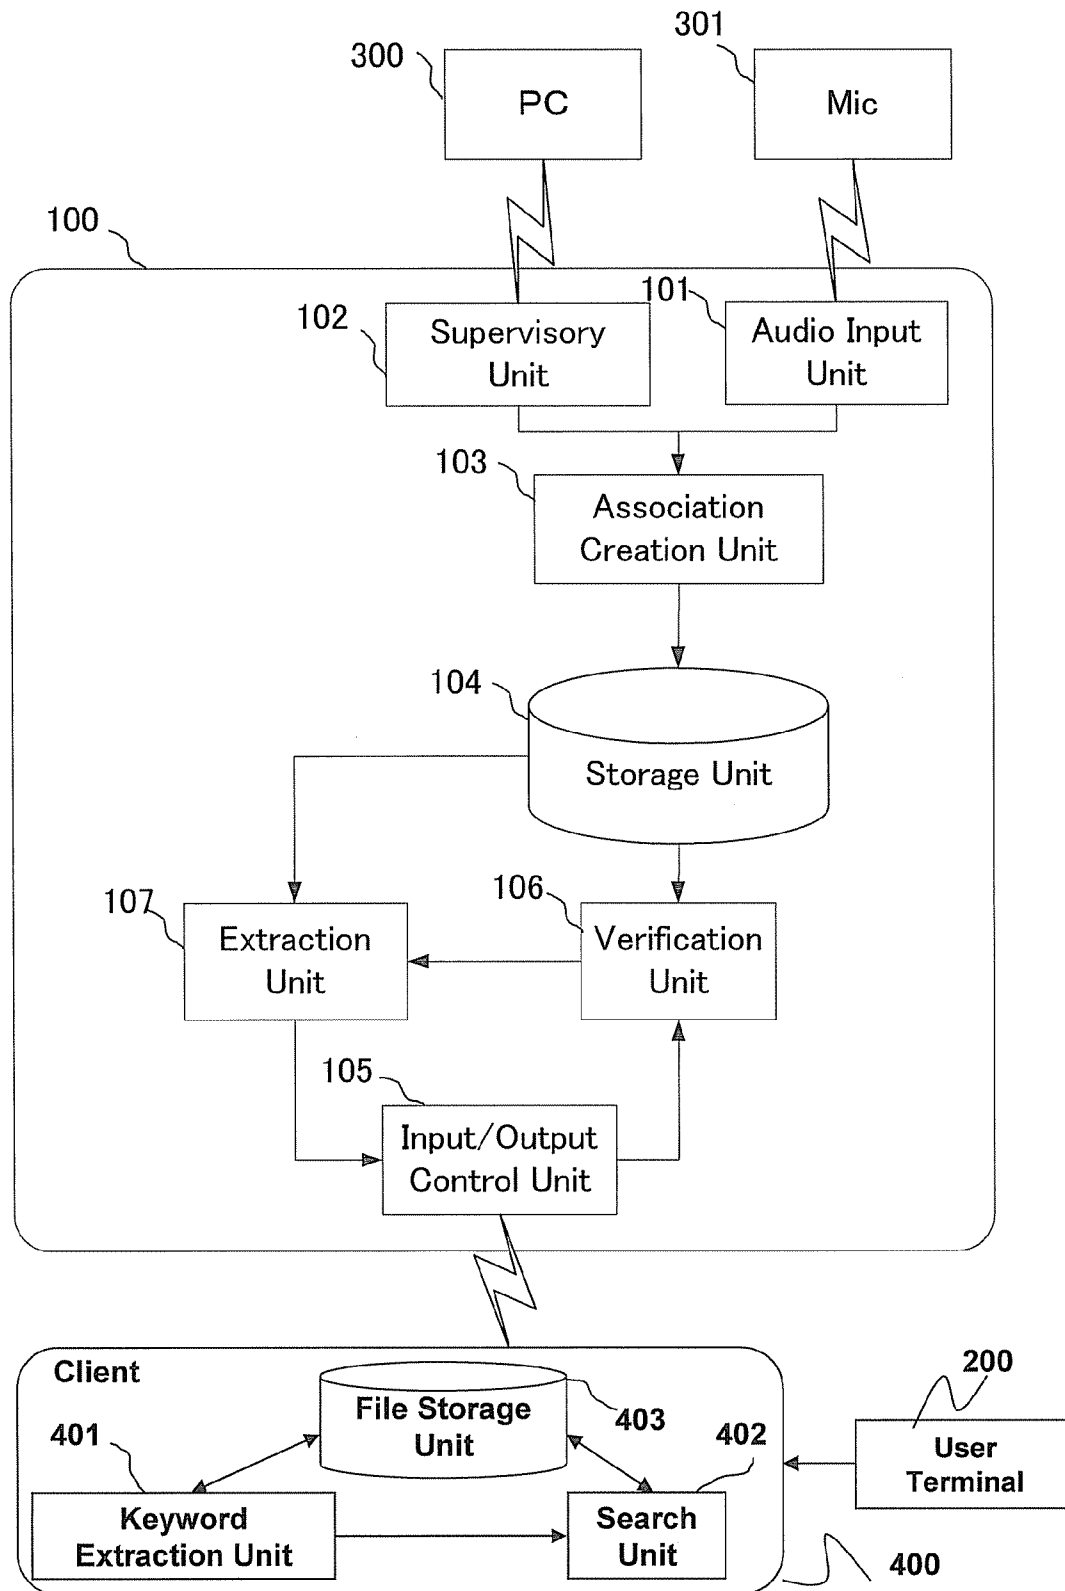 300
PC
301
Mic
100
102
Supervisory
Unit
101
Audio Input
Unit
103
Association
Creation Unit
104
Storage Unit
107
Extraction
Unit
106
Verification
Unit
105
Input/Output
Control Unit
Client
403
File Storage
Unit
401
Keyword
Extraction Unit
402
Search
Unit
200
User
Terminal
400